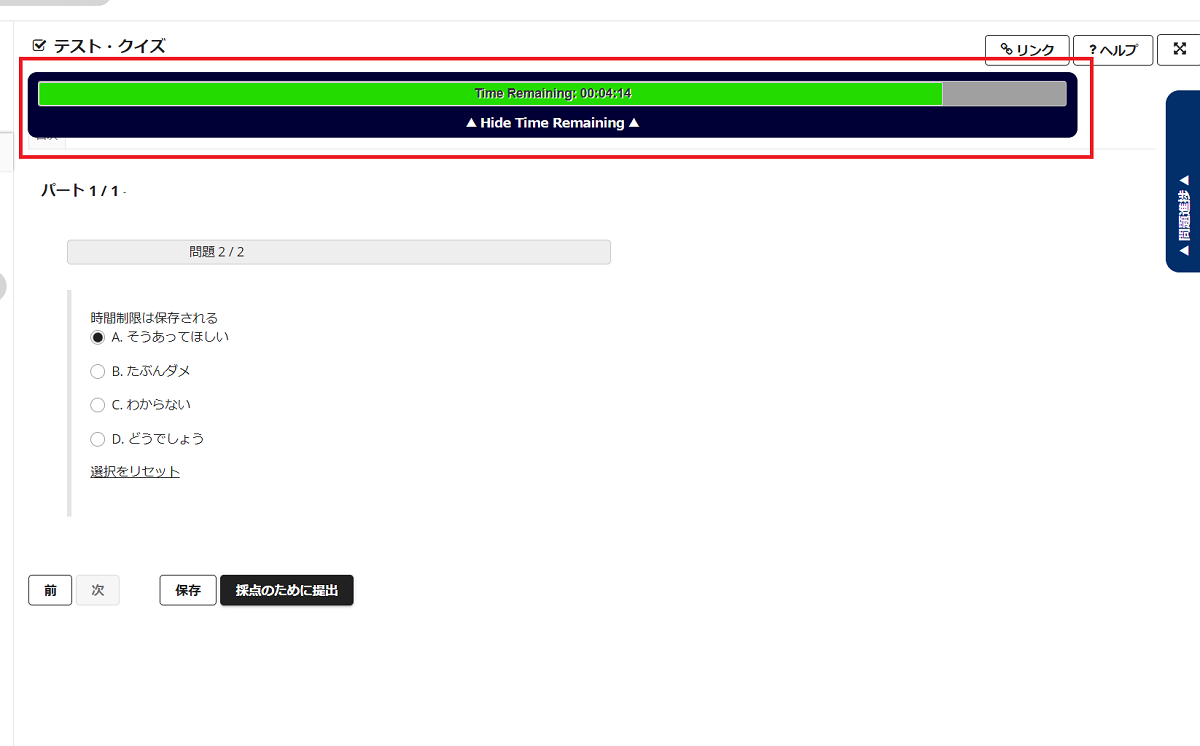 テスト・クイズ
リンク
? ヘルプ
Time Remaining: 00:04:14
▲ Hide Time Remaining ▲
パート 1 / 1 -
▲ 問題進捗 ▲
問題 2 / 2
時間制限は保存される
A. そうあってほしい
B. たぶんダメ
C. わからない
D. どうでしょう
選択をリセット
前 次 保存 採点のために提出